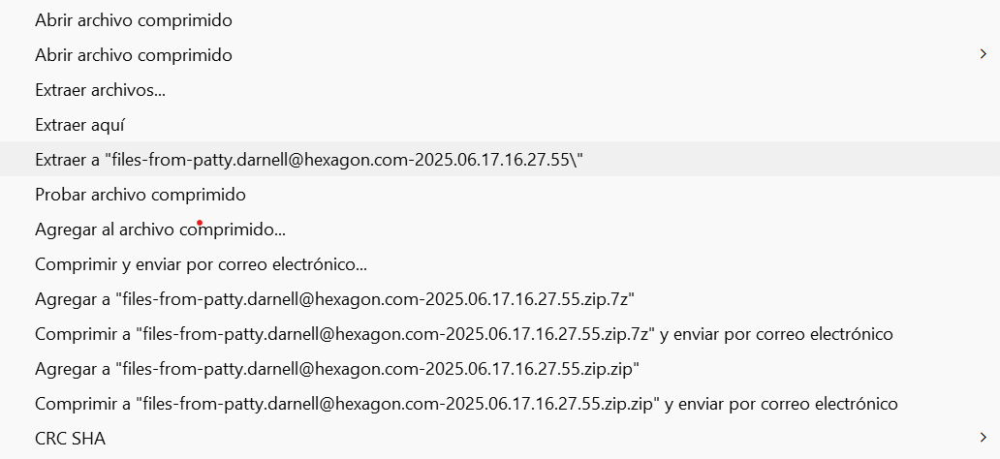 Abrir archivo comprimido
Abrir archivo comprimido
Extraer archivos...
Extraer aquí
Extraer a "files-from-patty.darnell@hexagon.com-2025.06.17.16.27.55\"
Probar archivo comprimido
Agregar al archivo comprimido...
Comprimir y enviar por correo electrónico...
Agregar a "files-from-patty.darnell@hexagon.com-2025.06.17.16.27.55.zip.7z"
Comprimir a "files-from-patty.darnell@hexagon.com-2025.06.17.16.27.55.zip.7z" y enviar por correo electrónico
Agregar a "files-from-patty.darnell@hexagon.com-2025.06.17.16.27.55.zip.zip"
Comprimir a "files-from-patty.darnell@hexagon.com-2025.06.17.16.27.55.zip.zip" y enviar por correo electrónico
CRC SHA